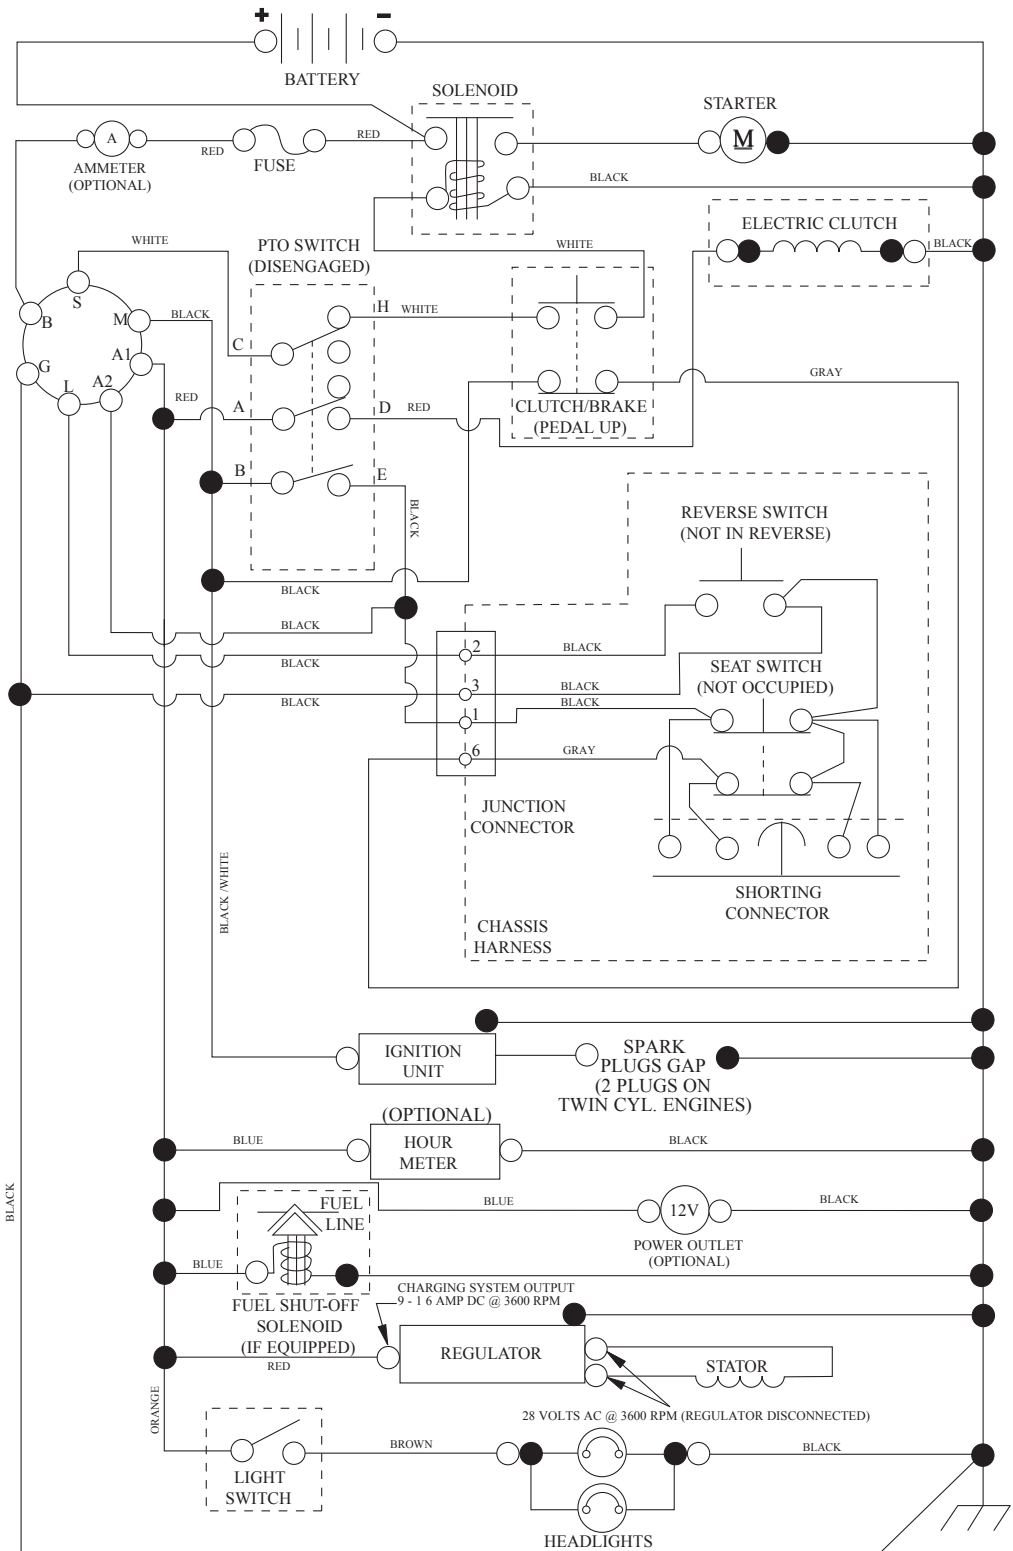 +
-
BATTERY
SOLENOID
STARTER
A
M
RED
FUSE
RED
AMMETER
(OPTIONAL)
BLACK
ELECTRIC CLUTCH
BLACK
WHITE
PTO SWITCH
(DISENGAGED)
WHITE
S
B
M
BLACK
H
WHITE
C
G
A1
L
A2
RED
A
D
RED
CLUTCH/BRAKE
(PEDAL UP)
GRAY
B
E
BLACK
REVERSE SWITCH
(NOT IN REVERSE)
BLACK
BLACK
BLACK
2
BLACK
SEAT SWITCH
(NOT OCCUPIED)
3
BLACK
BLACK
BLACK
1
6
GRAY
JUNCTION
CONNECTOR
BLACK /WHITE
SHORTING
CONNECTOR
CHASSIS
HARNESS
IGNITION
UNIT
SPARK
PLUGS GAP
(2 PLUGS ON
TWIN CYL. ENGINES)
(OPTIONAL)
HOUR
METER
BLUE
BLACK
BLACK
FUEL
LINE
BLUE
12V
BLACK
POWER OUTLET
(OPTIONAL)
BLUE
CHARGING SYSTEM OUTPUT
9 - 1 6 AMP DC @ 3600 RPM
FUEL SHUT-OFF
SOLENOID
(IF EQUIPPED)
RED
REGULATOR
STATOR
28 VOLTS AC @ 3600 RPM (REGULATOR DISCONNECTED)
ORANGE
BROWN
BLACK
LIGHT
SWITCH
HEADLIGHTS